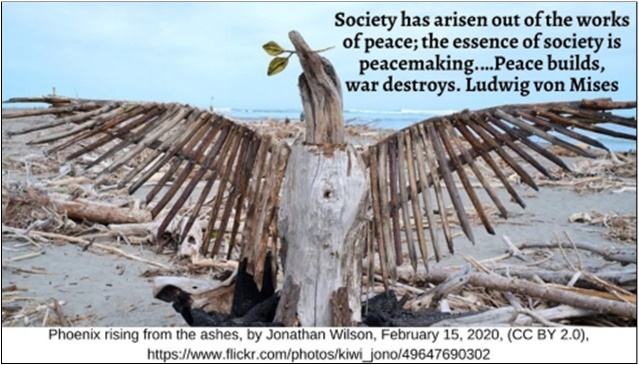 Society has arisen out of the works
of peace; the essence of society is
peacemaking....Peace builds,
war destroys. Ludwig von Mises
Phoenix rising from the ashes, by Jonathan Wilson, February 15, 2020, (CC BY 2.0),
https://www.flickr.com/photos/kiwi_jono/49647690302